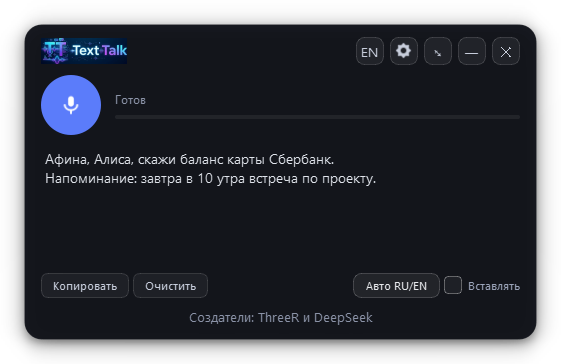 TT Text Talk
EN
Готов
Афина, Алиса, скажи баланс карты Сбербанк.
Напоминание: завтра в 10 утра встреча по проекту.
Копировать Очистить Авто RU/EN Вставлять
Создатели: ThreeR и DeepSeek